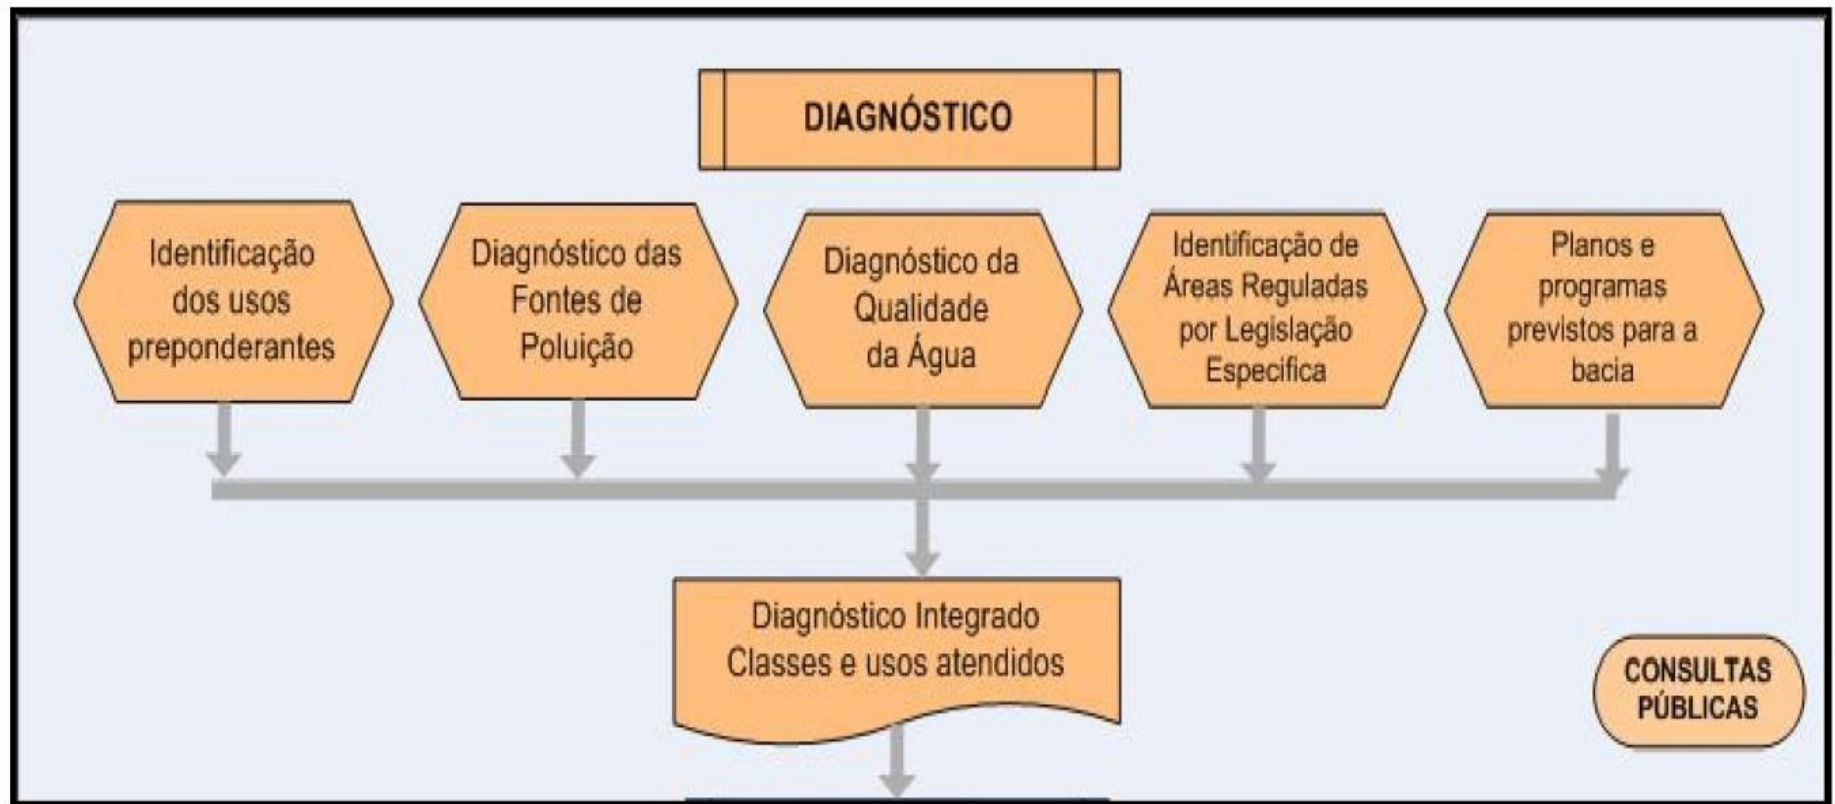 DIAGNÓSTICO
Identificação
dos usos
preponderantes
Diagnóstico das
Fontes de
Poluição
Diagnóstico da
Qualidade
da Água
Identificação de
Áreas Reguladas
por Legislação
Especifica
Planos e
programas
previstos para a
bacia
Diagnóstico Integrado
Classes e usos atendidos
CONSULTAS
PÚBLICAS